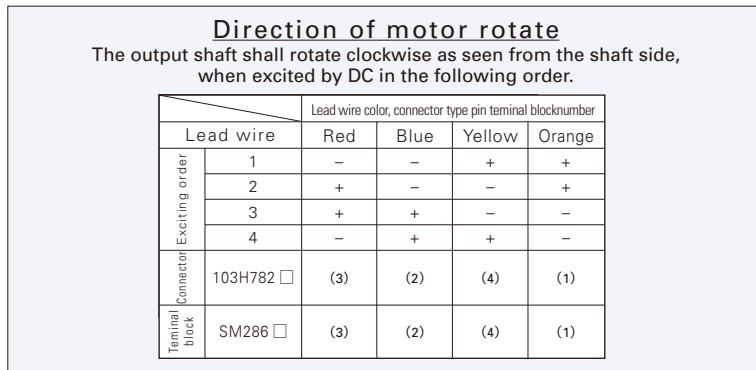 Direction of motor rotate
The output shaft shall rotate clockwise as seen from the shaft side,
when excited by DC in the following order.
Lead wire color, connector type pin teminal blocknumber
Lead wire Red Blue Yellow Orange
Exciting order
1 – – + +
2 + – – +
3 + + – –
4 – + + –
Connector 103H782 □ (3) (2) (4) (1)
Teminal
block
SM286 □ (3) (2) (4) (1)